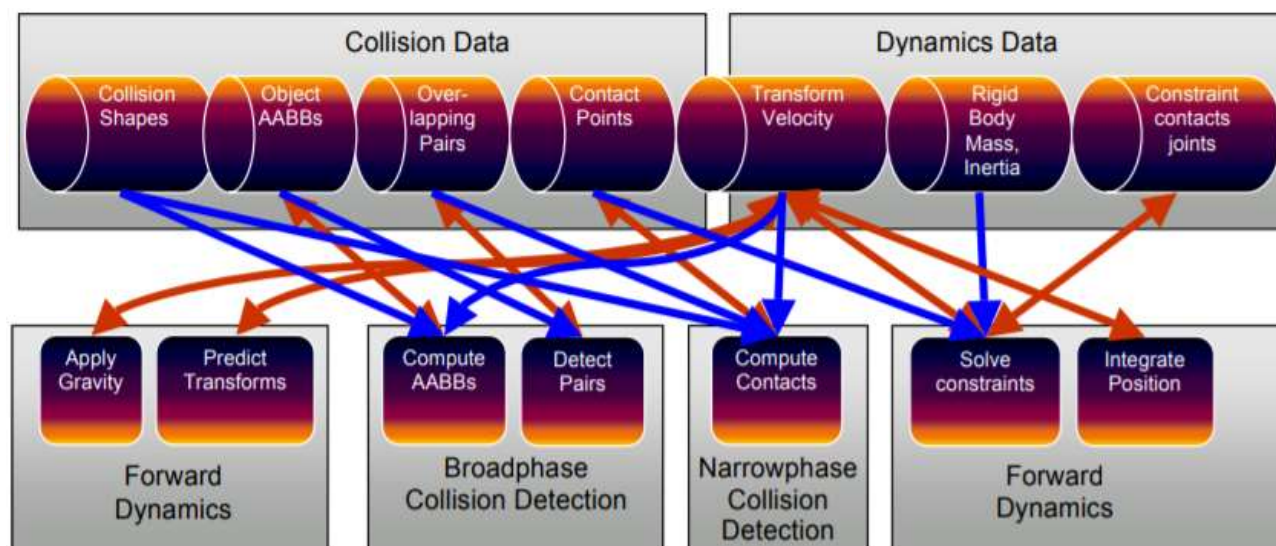 Collision Data
Dynamics Data
Collision
Shapes
Object
AABBs
Over-
lapping
Pairs
Contact
Points
Transform
Velocity
Rigid
Body
Mass,
Inertia
Constraint
contacts
joints
Apply
Gravity
Predict
Transforms
Compute
AABBs
Detect
Pairs
Compute
Contacts
Solve
constraints
Integrate
Position
Forward
Dynamics
Broadphase
Collision Detection
Narrowphase
Collision
Detection
Forward
Dynamics